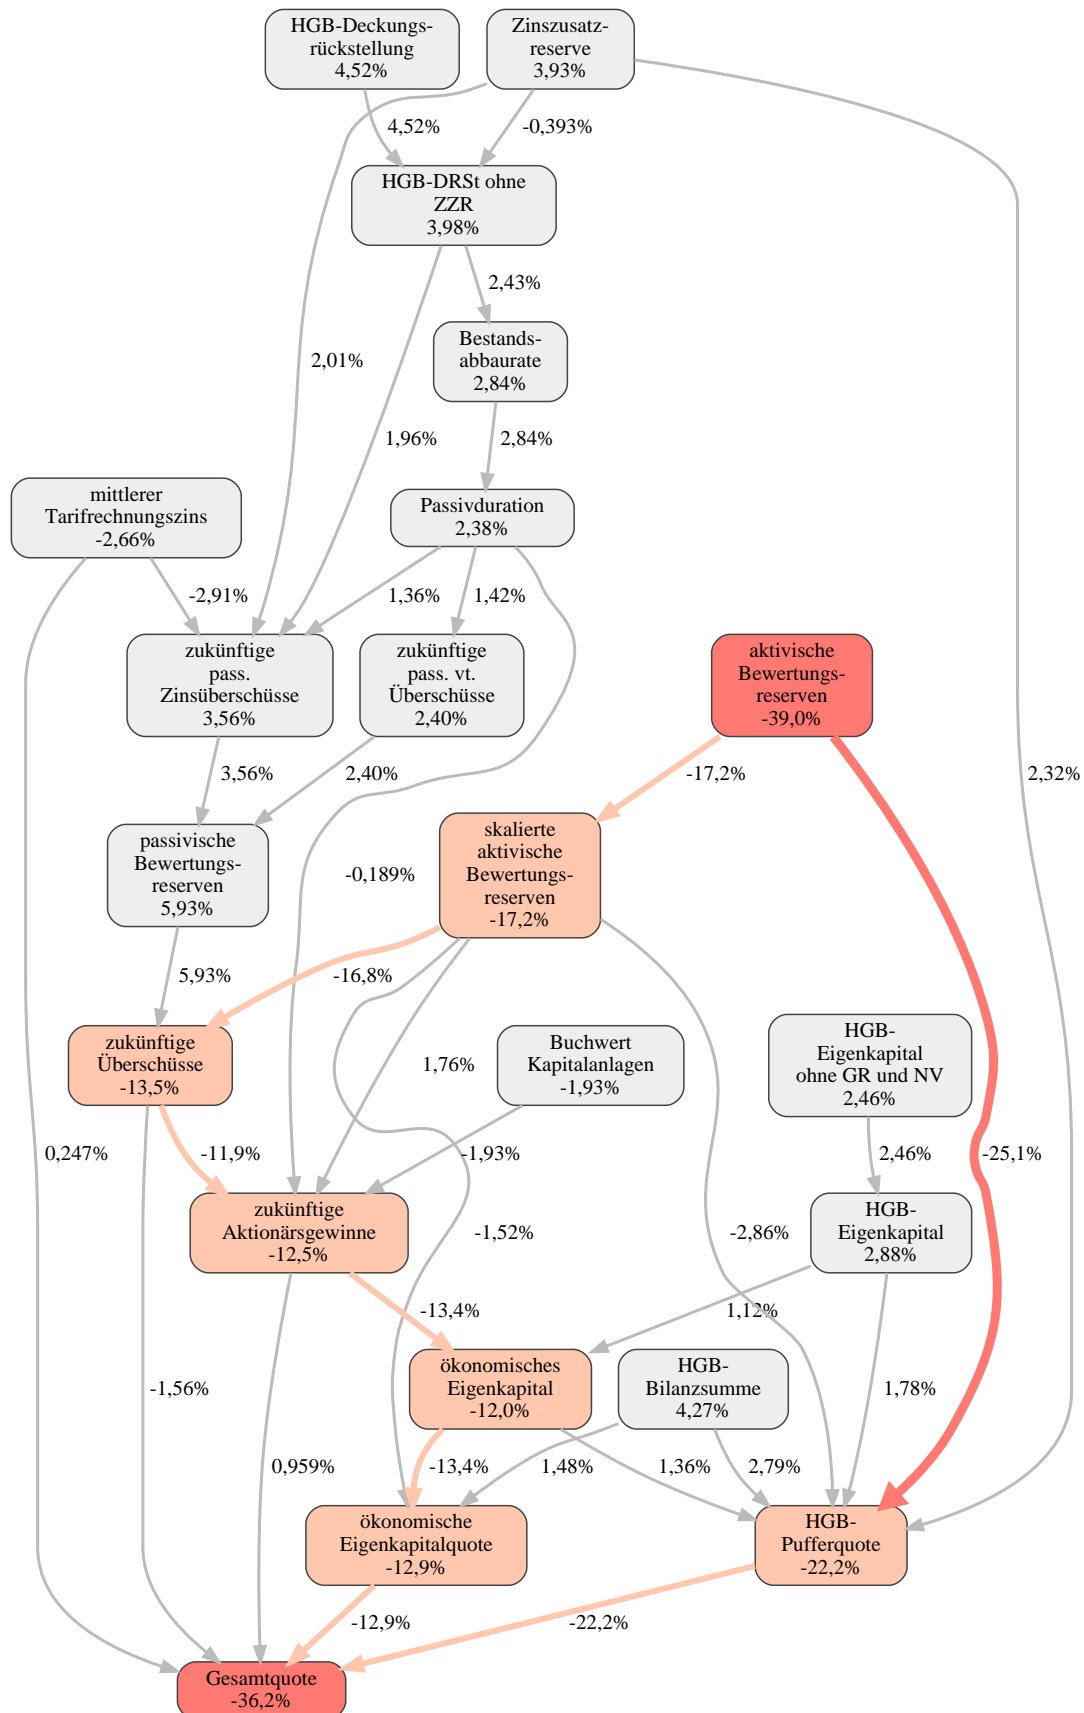 HGB-Deckungs-
rückstellung
4,52%
Zinszusatz-
reserve
3,93%
4,52%
-0,393%
HGB-DRSt ohne
ZZR
3,98%
2,43%
Bestands-
abbaurate
2,84%
2,01%
1,96%
2,84%
mittlerer
Tarifrechnungszins
-2,66%
Passivduration
2,38%
-2,91%
1,36%
1,42%
zukünftige
pass.
Zinsüberschüsse
3,56%
zukünftige
pass. vt.
Überschüsse
2,40%
aktivische
Bewertungs-
reserven
-39,0%
3,56%
2,40%
-17,2%
2,32%
passivische
Bewertungs-
reserven
5,93%
-0,189%
skalierte
aktivische
Bewertungs-
reserven
-17,2%
5,93%
-16,8%
zukünftige
Überschüsse
-13,5%
1,76%
Buchwert
Kapitalanlagen
-1,93%
HGB-
Eigenkapital
ohne GR und NV
2,46%
0,247%
-11,9%
-1,93%
2,46%
-25,1%
zukünftige
Aktionärsgewinne
-12,5%
-1,52%
-2,86%
HGB-
Eigenkapital
2,88%
-13,4%
1,12%
-1,56%
ökonomisches
Eigenkapital
-12,0%
HGB-
Bilanzsumme
4,27%
1,78%
0,959%
-13,4%
1,48%
1,36%
2,79%
ökonomische
Eigenkapitalquote
-12,9%
HGB-
Pufferquote
-22,2%
-12,9%
-22,2%
Gesamtquote
-36,2%